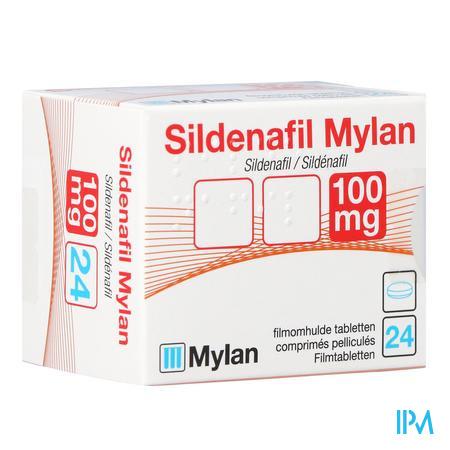 Mylan
Sildenafil Mylan
Sildenafil / Sildénafil
100
mg
filmomhulde tabletten
comprimés pelliculés
Filmtabletten
24
Mylan
Sildenafil Mylan
Sildenafil / Sildénafil
100
mg
24
IPM